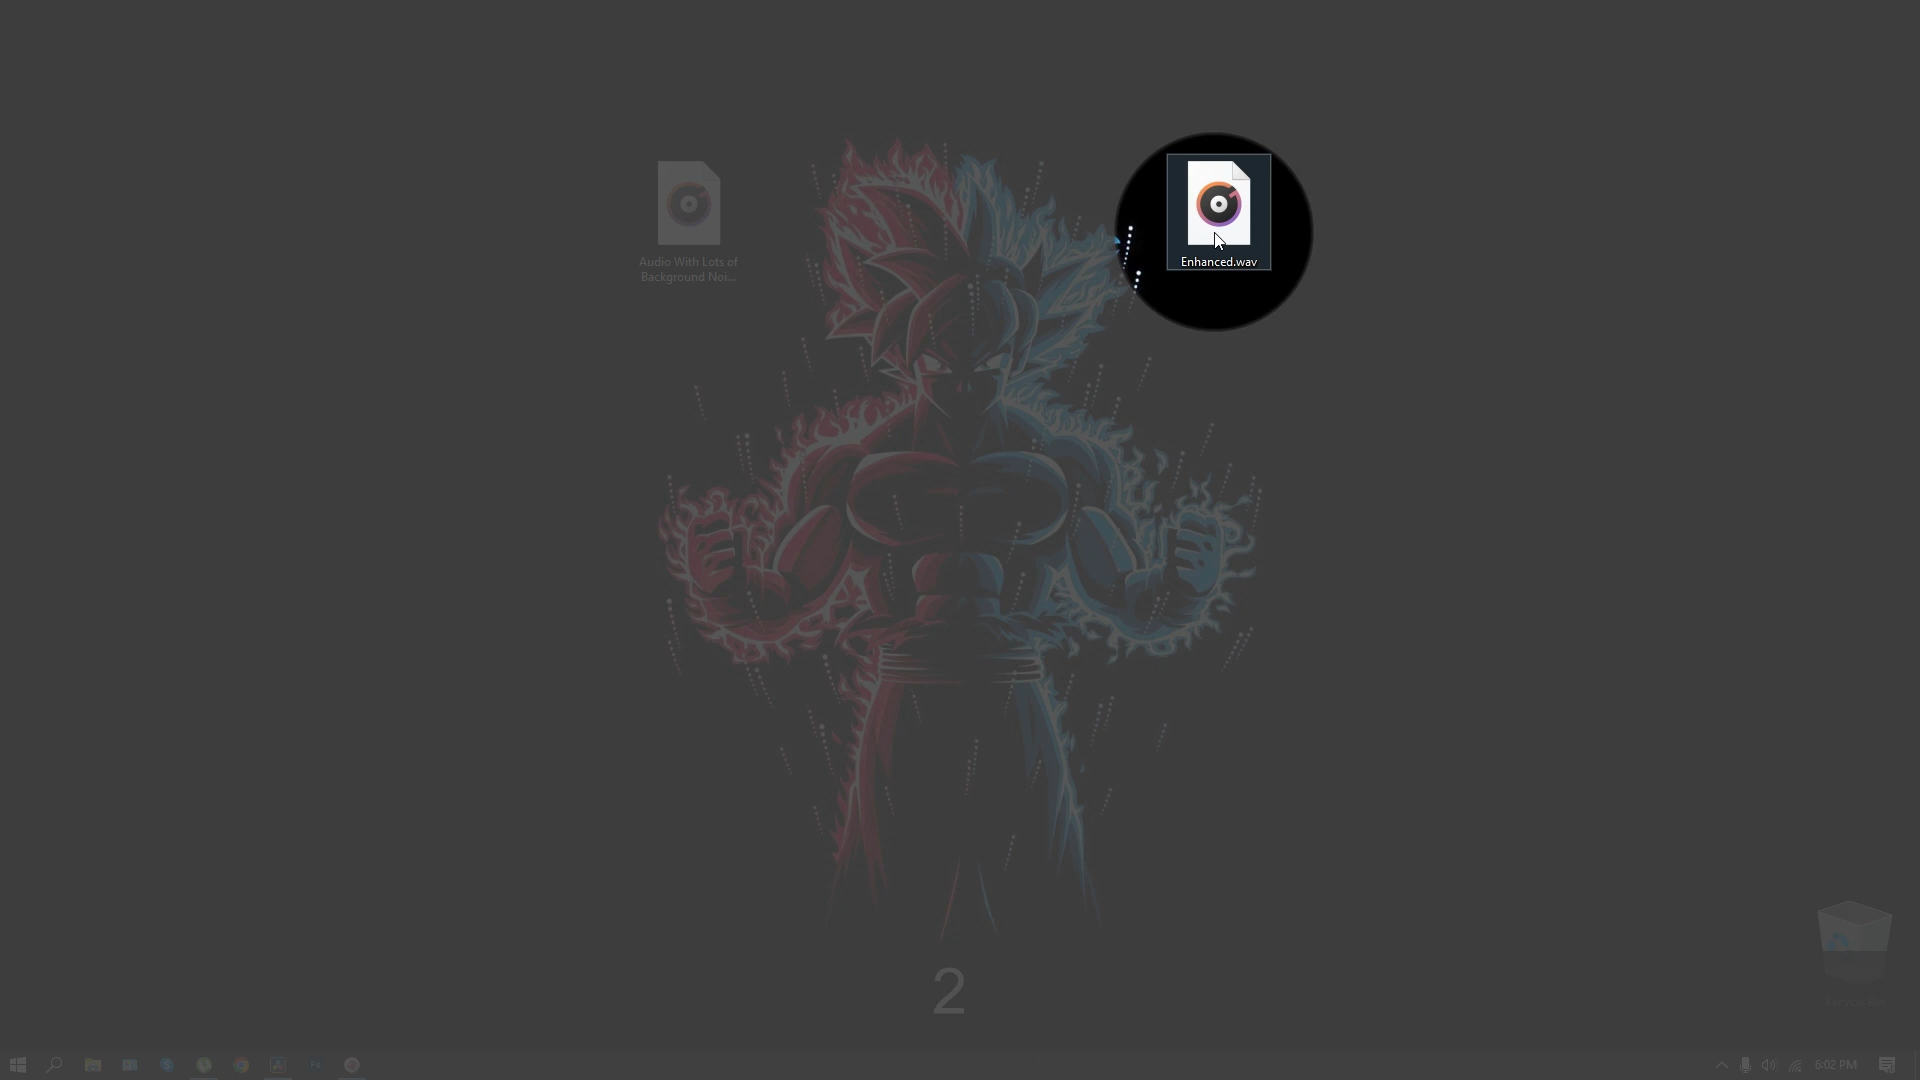 Audio With Lots of
Background Noi...
Enhanced.wav
2
6:02 PM